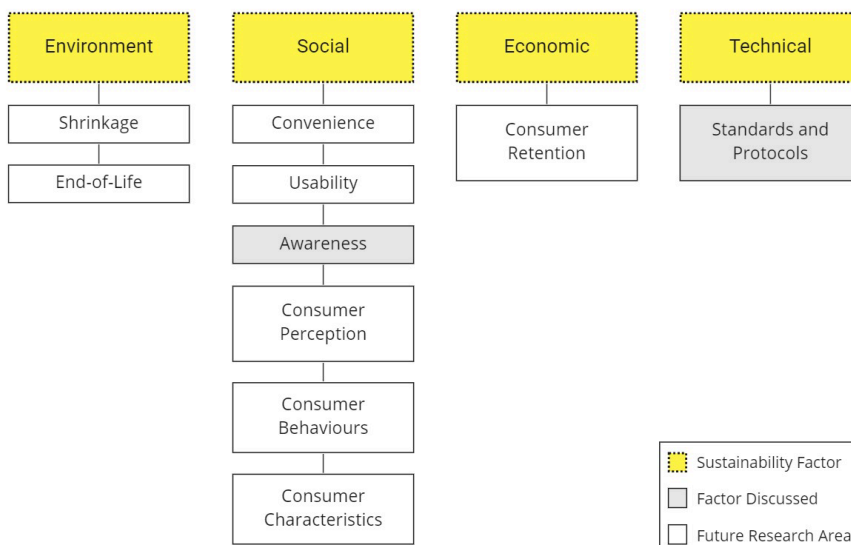 Environment
Shrinkage
End-of-Life
Social
Convenience
Usability
Awareness
Consumer
Perception
Consumer
Behaviours
Consumer
Characteristics
Economic
Consumer
Retention
Technical
Standards and
Protocols
Sustainability Factor
Factor Discussed
Future Research Area